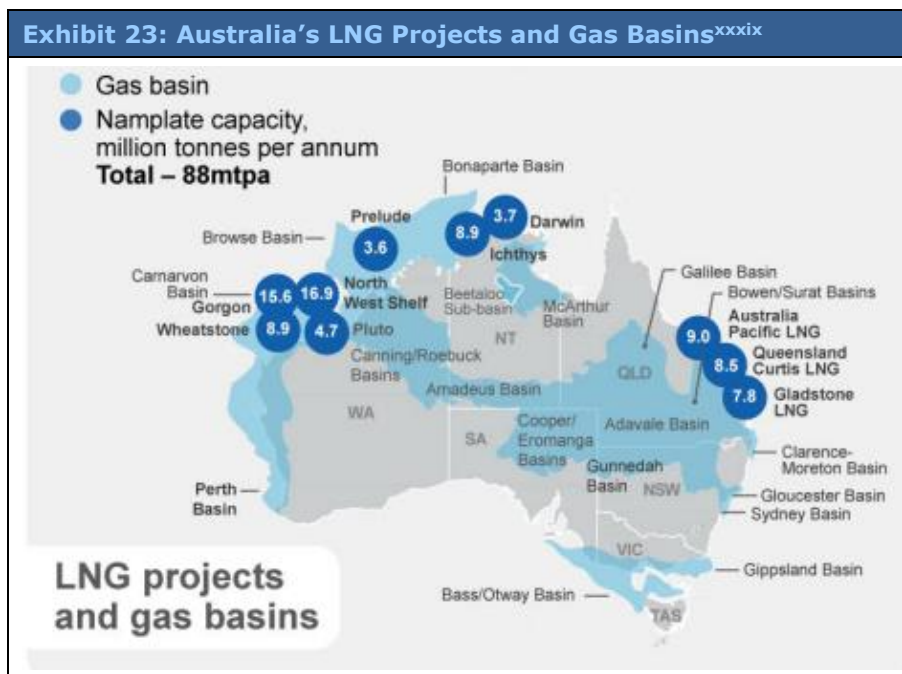 Exhibit 23: Australia's LNG Projects and Gas Basinsxxxix
Gas basin
Namplate capacity,
million tonnes per annum
Total – 88mtpa
Bonaparte Basin
Prelude
3.7
Darwin
8.9
3.6
Browse Basin
Ichthys
Galilee Basin
Carnarvon
Basin
Gorgon
15.6
16.9
North
West Shelf
Beetaloo
Sub-basin
McArthur
Basin
Bowen/Surat Basins
Wheatstone
8.9
4.7
Pluto
NT
Australia
Pacific LNG
9.0
Canning/Roebuck
Basins
Queensland
Curtis LNG
8.5
QLD
Amadeus Basin
7.8
Gladstone
LNG
WA
SA
Cooper/
Eromanga
Basins
Adavale Basin
Clarence-
Moreton Basin
Gunnedah
Basin
NSW
Perth
Basin
Gloucester Basin
Sydney Basin
VIC
Gippsland Basin
LNG projects
and gas basins
Bass/Otway Basin
TAS